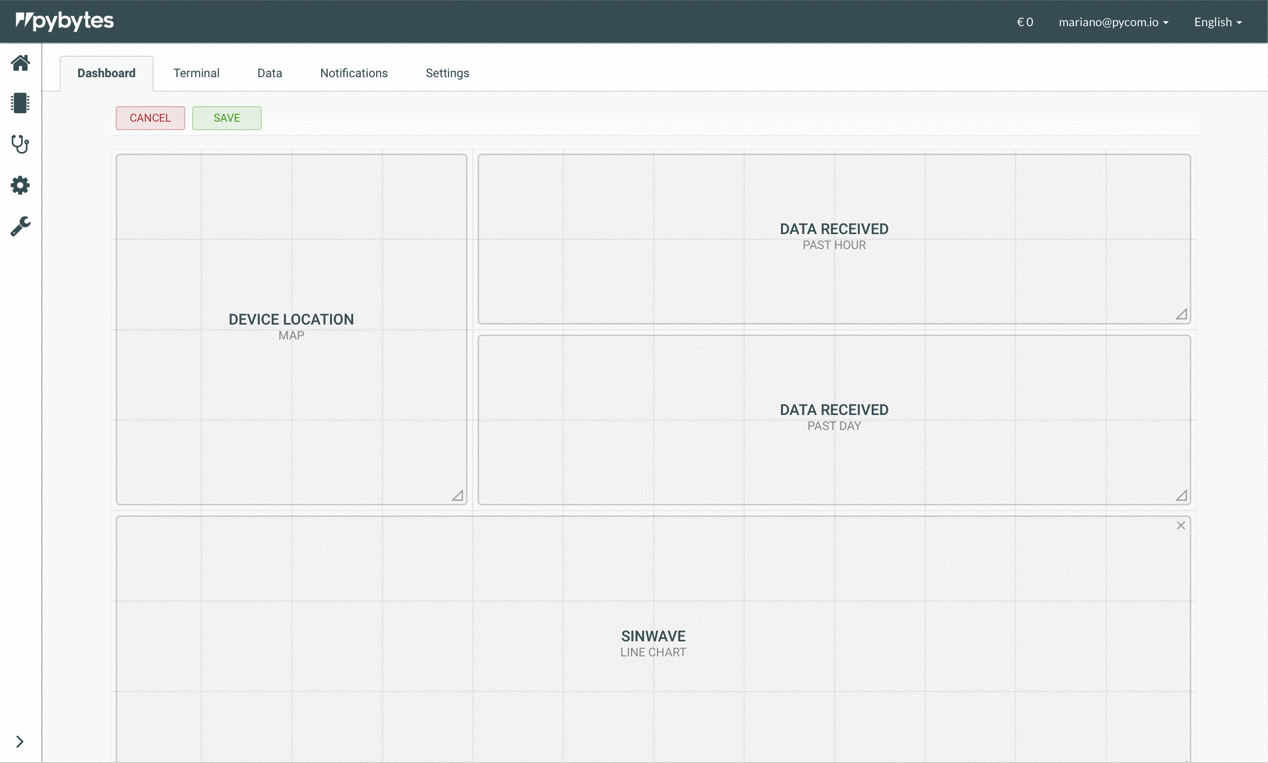 pybytes
€ 0
mariano@pycom.io
English
Dashboard
Terminal
Data
Notifications
Settings
CANCEL
SAVE
DEVICE LOCATION
MAP
DATA RECEIVED
PAST HOUR
DATA RECEIVED
PAST DAY
SINWAVE
LINE CHART